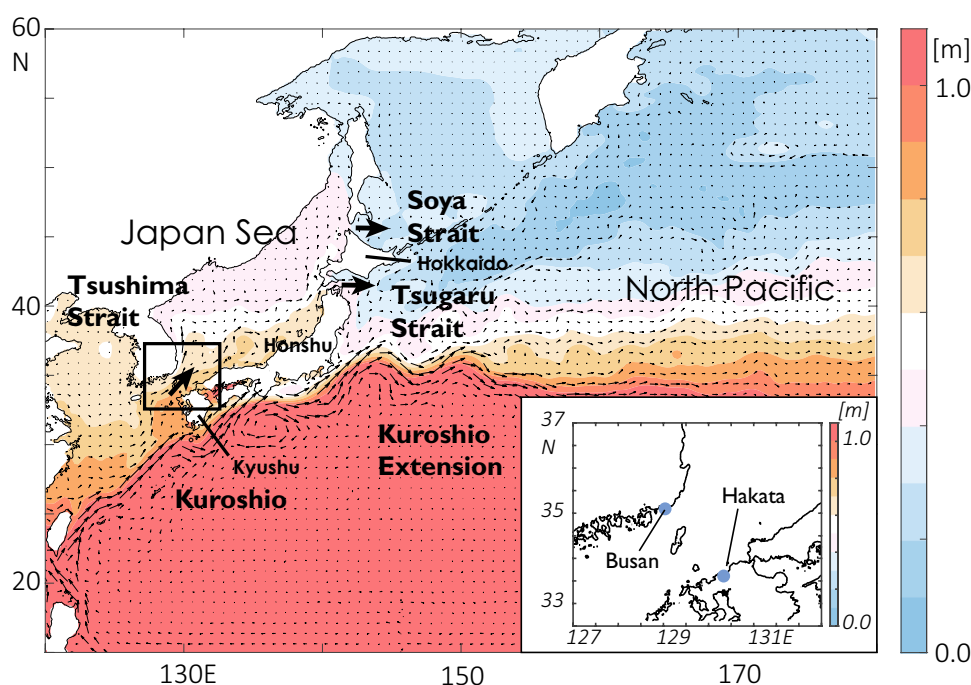 60
N
[m]
1.0
Soya
Strait
Japan Sea
Hokkaido
Tsushima
Strait
40
Tsugaru
Strait
North Pacific
Honshu
Kuroshio
Extension
Kyushu
Kuroshio
20
0.0
130E
150
170
[m]
37
N
1.0
Hakata
35
Busan
33
0.0
127
129
131E